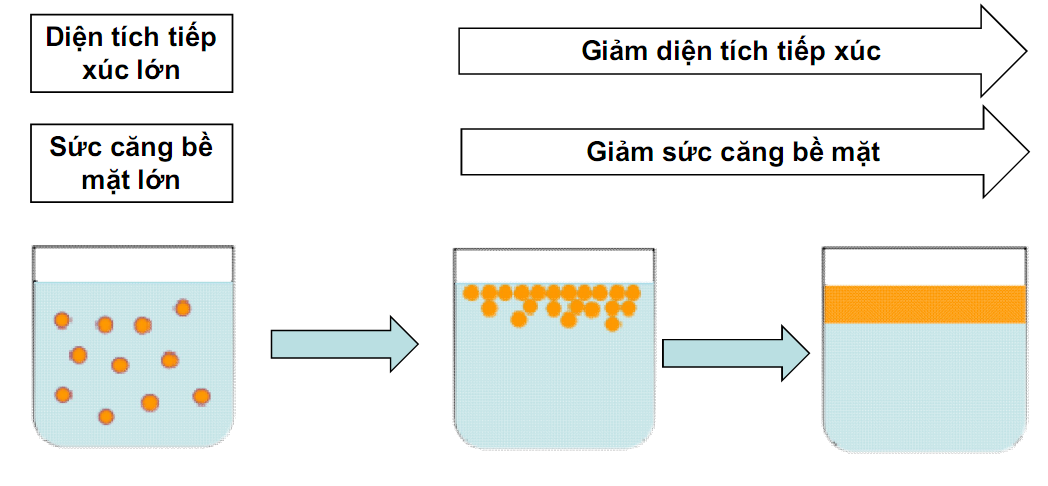 Diện tích tiếp
xúc lớn
Giảm diện tích tiếp xúc
Sức căng bề
mặt lớn
Giảm sức căng bề mặt